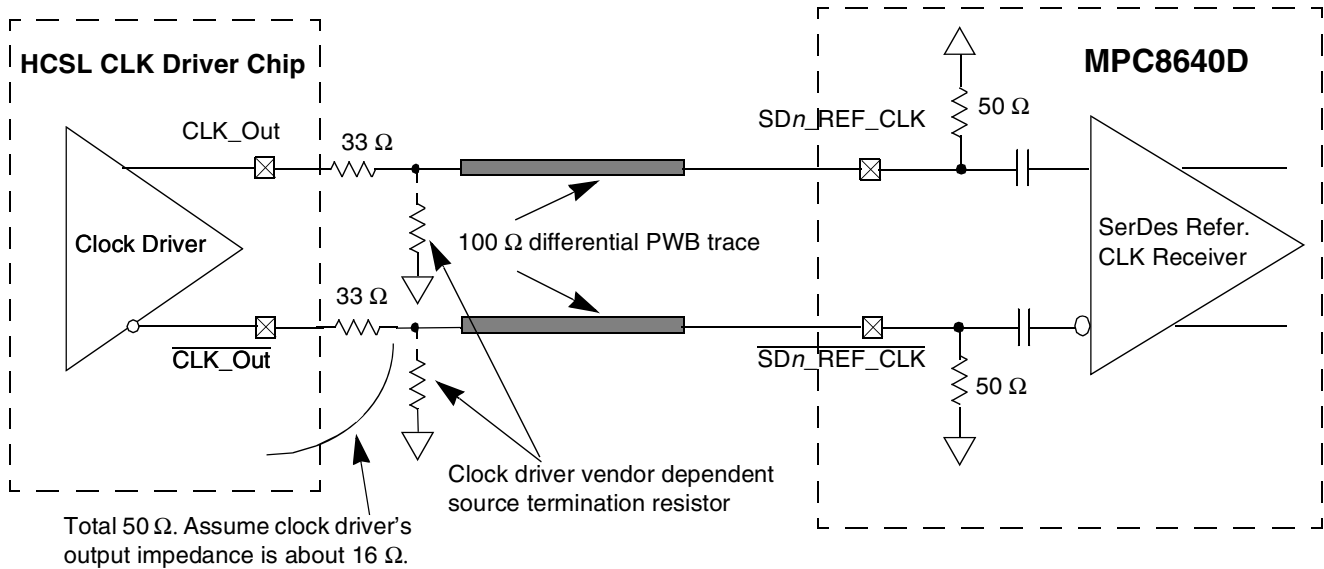 HCSL CLK Driver Chip
MPC8640D
50 Ω
CLK_Out
SDn_REF_CLK
33 Ω
Clock Driver
100 Ω differential PWB trace
SerDes Refer.
CLK Receiver
33 Ω
CLK_Out
SDn_REF_CLK
50 Ω
Clock driver vendor dependent
source termination resistor
Total 50 Ω. Assume clock driver's
output impedance is about 16 Ω.